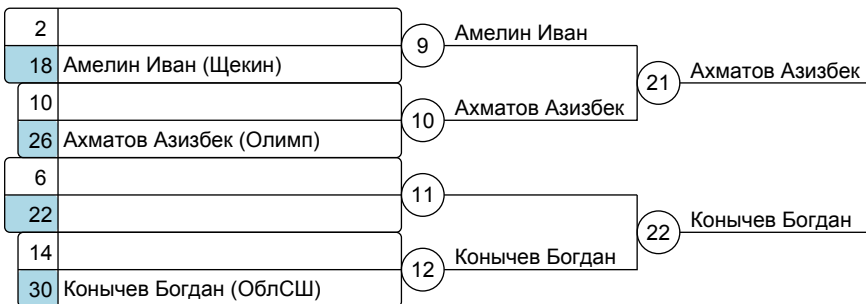 2
9 Амелин Иван
18 Амелин Иван (Щекин)
21 Ахматов Азизбек
10
10 Ахматов Азизбек
26 Ахматов Азизбек (Олимп)
6
11
22
22 Конычев Богдан
14
12 Конычев Богдан
30 Конычев Богдан (ОблСШ)